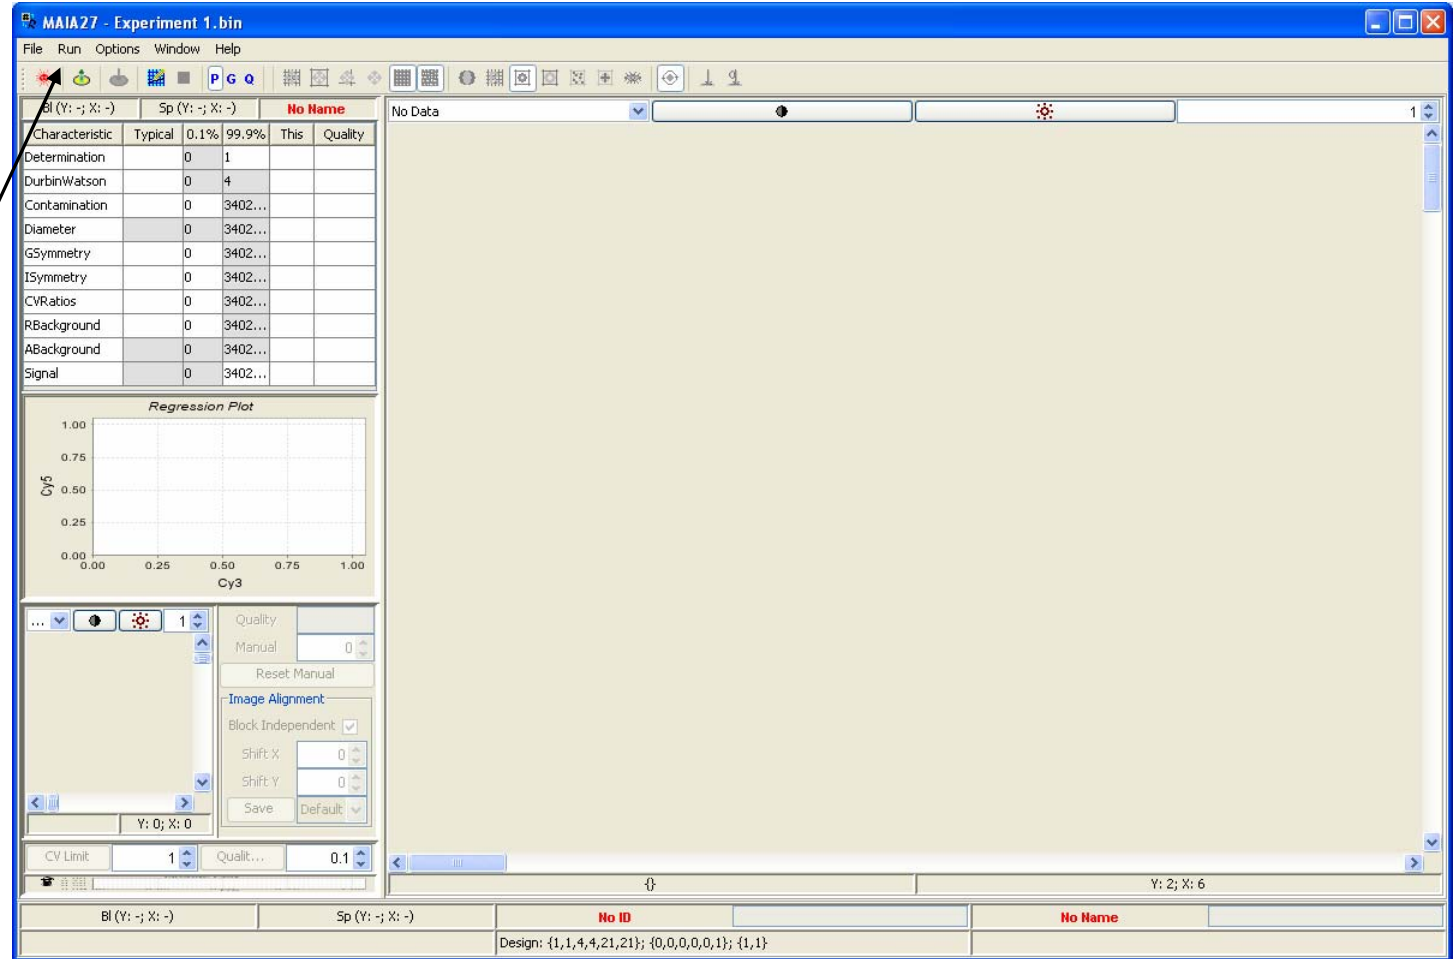 MAIA27 - Experiment 1.bin
File Run Options Window Help
P G Q
Bl (Y: -; X: -) Sp (Y: -; X: -) No Name
No Data 1
Characteristic Typical 0.1% 99.9% This Quality
Determination 0 1
DurbinWatson 0 4
Contamination 0 3402...
Diameter 0 3402...
GSymmetry 0 3402...
ISymmetry 0 3402...
CVRatios 0 3402...
RBackground 0 3402...
ABackground 0 3402...
Signal 0 3402...
Regression Plot
1.00
0.75
0.50
0.25
0.00
Cy5
0.00 0.25 0.50 0.75 1.00
Cy3
... 1
Quality
Manual 0
Reset Manual
Image Alignment
Block Independent
Shift X 0
Shift Y 0
Save Default
Y: 0; X: 0
CV Limit 1 Qualit... 0.1
{} Y: 2; X: 6
Bl (Y: -; X: -) Sp (Y: -; X: -) No ID No Name
Design: {1,1,4,4,21,21}; {0,0,0,0,0,1}; {1,1}